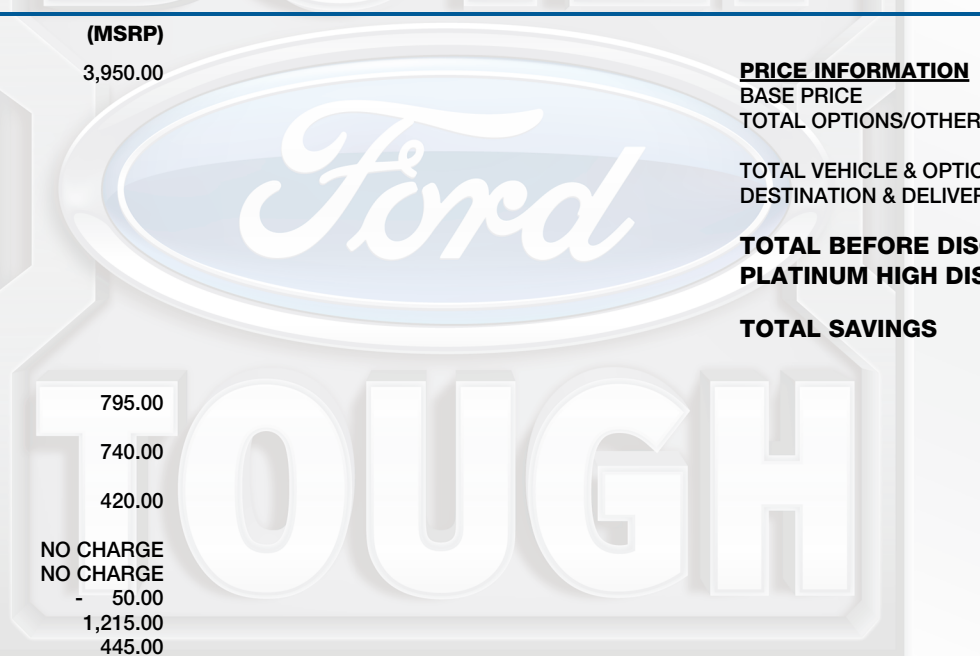 (MSRP)
3,950.00
795.00
740.00
420.00
NO CHARGE
NO CHARGE
- 50.00
1,215.00
445.00
PRICE INFORMATION
BASE PRICE
TOTAL OPTIONS/OTHER
TOTAL VEHICLE & OPTIO
DESTINATION & DELIVER
TOTAL BEFORE DIS
PLATINUM HIGH DIS
TOTAL SAVINGS
Ford
TOUGH